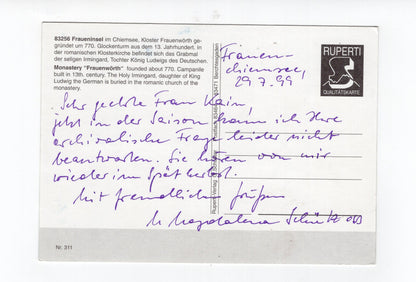 83256 Fraueninsel im Chiemsee, Kloster Frauenwörth ge-
gründet um 770. Glockenturm aus dem 13. Jahrhundert, in
der romanischen Klosterkirche befindet sich das Grabmal
der seligen Irmingard, Tochter König Ludwigs des Deutschen.
Monastery "Frauenwörth" founded about 770. Campanile
built in 13th. century. The Holy Irmingard, daughter of King
Ludwig the German is buried in the romanic church of the
monastery.
Frauen-
chiemsee,
29.7.99
RUPERTI
QUALITÄTSKARTE
Sehr geehrte Frau Kain,
jetzt in der Saison kann ich Ihre
archivalische Frage leider nicht
beantworten. Sie hören von mir
wieder im Spätherbst.
Mit freundlichen Grüßen
M. Magdalena Schütz OSB
Nr. 311